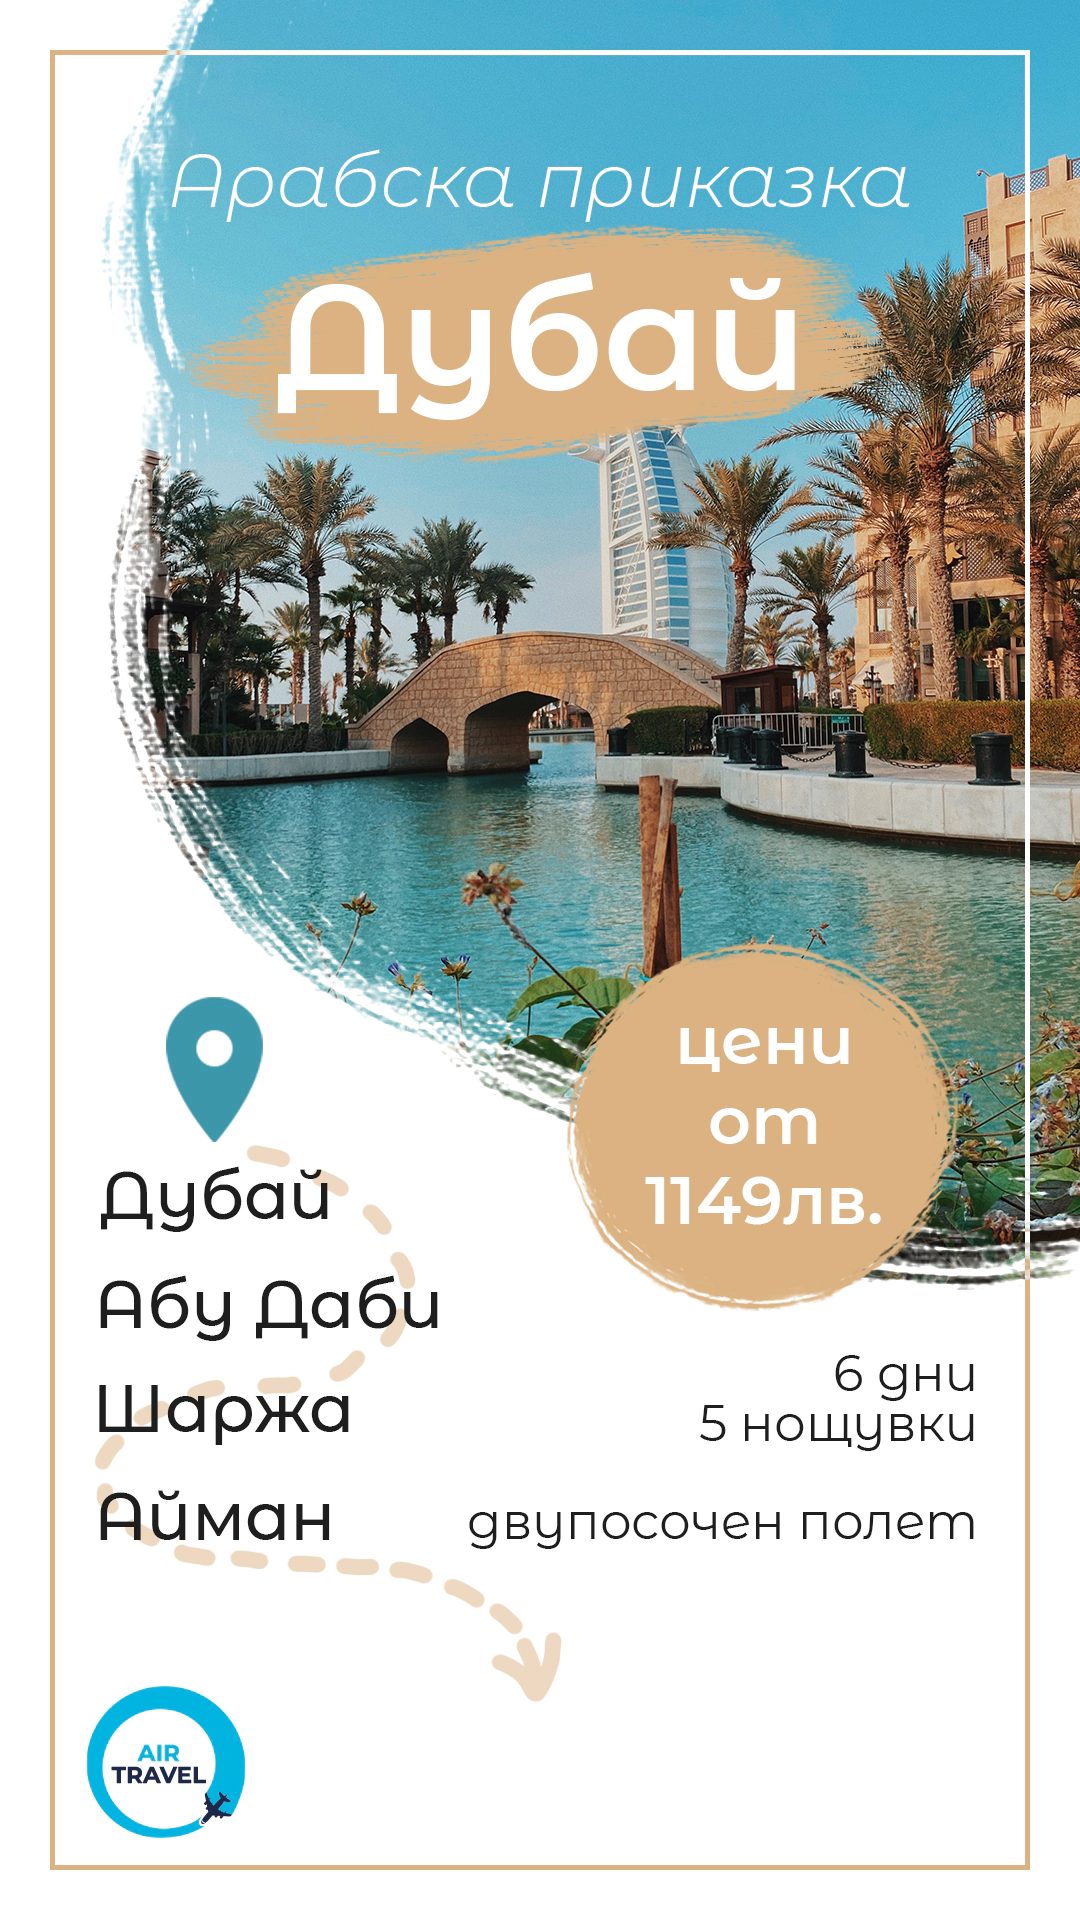 Арабска приказка
Дубай
цени
от
1149лв.
Дубай
Абу Даби
Шаржа
Айман
6 дни
5 нощувки
двупосочен полет
AIR
TRAVEL